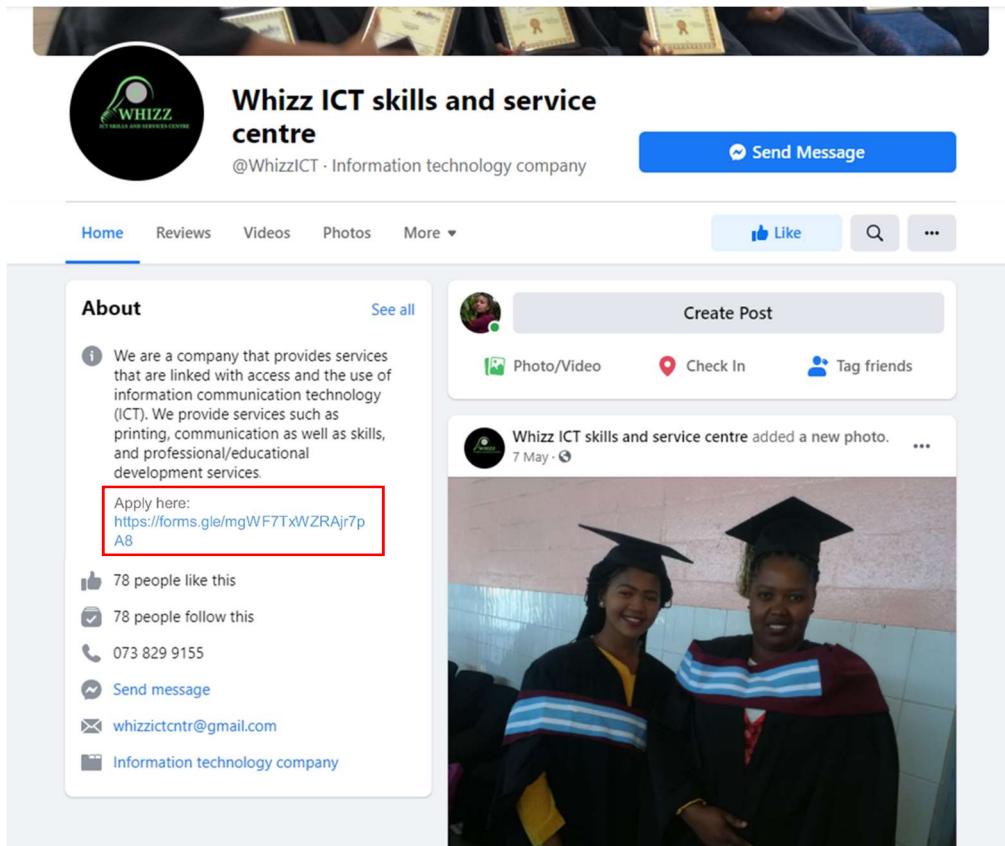 WHIZZ
ICT SKILLS AND SERVICES CENTRE
Whizz ICT skills and service
centre
@WhizzICT · Information technology company
Send Message
Home
Reviews
Videos
Photos
More
Like
About
See all
We are a company that provides services
that are linked with access and the use of
information communication technology
(ICT). We provide services such as
printing, communication as well as skills,
and professional/educational
development services.
Apply here:
https://forms.gle/mgWF7TxWZRAjr7p
A8
78 people like this
78 people follow this
073 829 9155
Send message
whizzictcntr@gmail.com
Information technology company
Create Post
Photo/Video
Check In
Tag friends
Whizz ICT skills and service centre added a new photo.
7 May ·